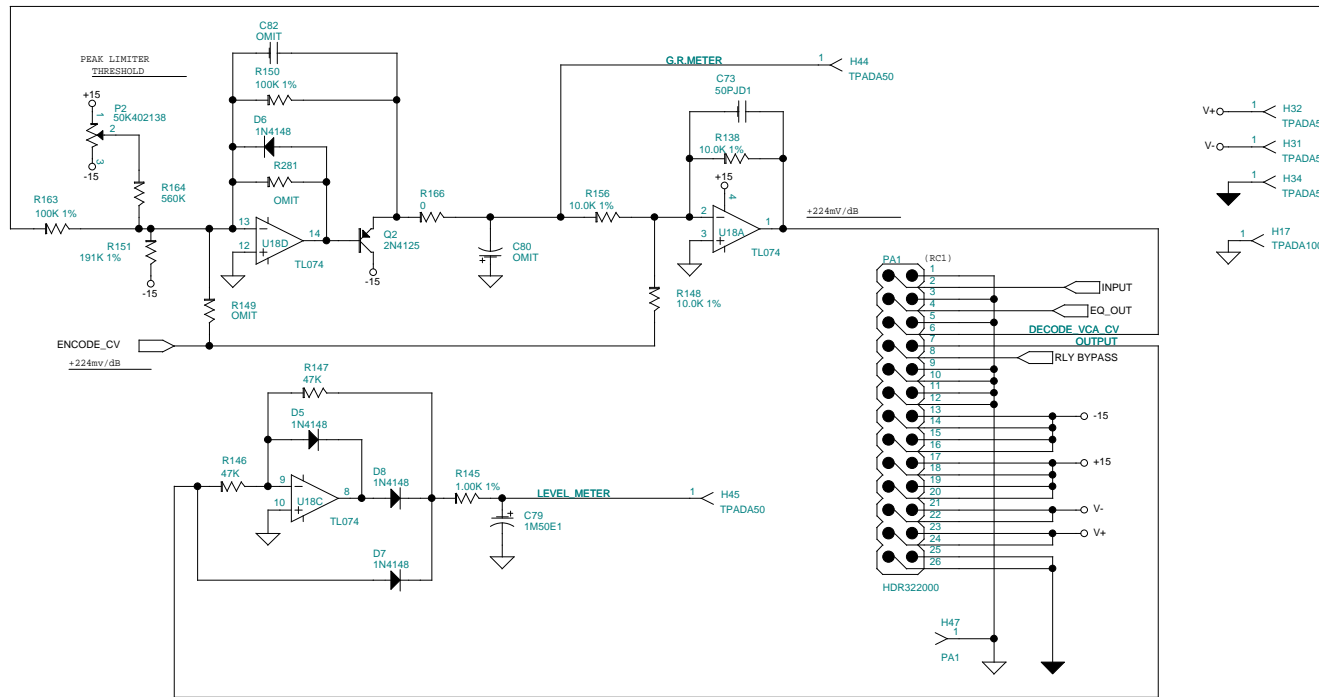 C82
OMIT
R150
100K 1%
D6
1N4148
R281
OMIT
PEAK LIMITER
THRESHOLD
+15
P2
50K402138
1
2
3
-15
R163
100K 1%
R164
560K
R151
191K 1%
-15
R149
OMIT
13
12
U18D
14
TL074
Q2
2N4125
-15
R166
0
C80
OMIT
G.R.METER
1
H44
TPADA50
C73
50PJD1
R138
10.0K 1%
+15
4
R156
10.0K 1%
2
3
U18A
1
TL074
+224mV/dB
R148
10.0K 1%
ENCODE_CV
+224mv/dB
V+
1
H32
TPADA5
V-
1
H31
TPADA5
1
H34
TPADA5
1
H17
TPADA100
PA1
(RC1)
1
2
INPUT
3
4
EQ_OUT
5
6
DECODE_VCA_CV
7
OUTPUT
8
RLY BYPASS
9
10
11
12
13
-15
14
15
16
17
+15
18
19
20
21
V-
22
23
V+
24
25
26
HDR322000
H47
1
PA1
R147
47K
D5
1N4148
R146
47K
9
10
U18C
8
TL074
D8
1N4148
D7
1N4148
R145
1.00K 1%
LEVEL_METER
1
H45
TPADA50
C79
1M50E1